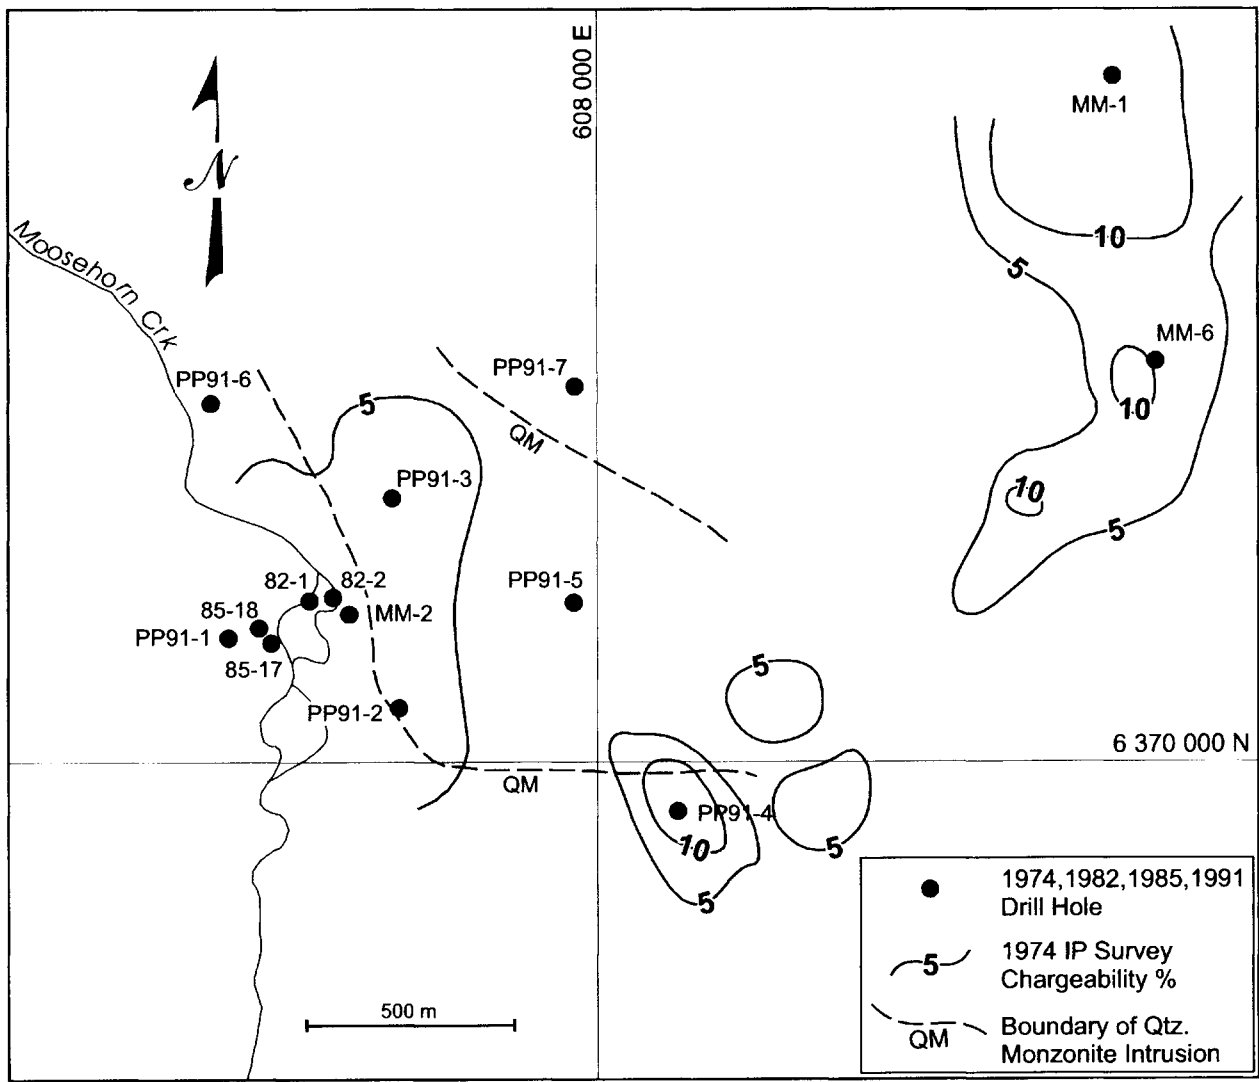 608 000 E
MM-1
N
10
Moosehorn Crk
5
MM-6
PP91-7
PP91-6
5
10
QM
PP91-3
10
5
82-1
82-2
PP91-5
85-18
MM-2
PP91-1
85-17
5
PP91-2
6 370 000 N
QM
PP91-4
10
5
5
500 m
1974,1982,1985,1991
Drill Hole
5
1974 IP Survey
Chargeability %
QM
Boundary of Qtz.
Monzonite Intrusion